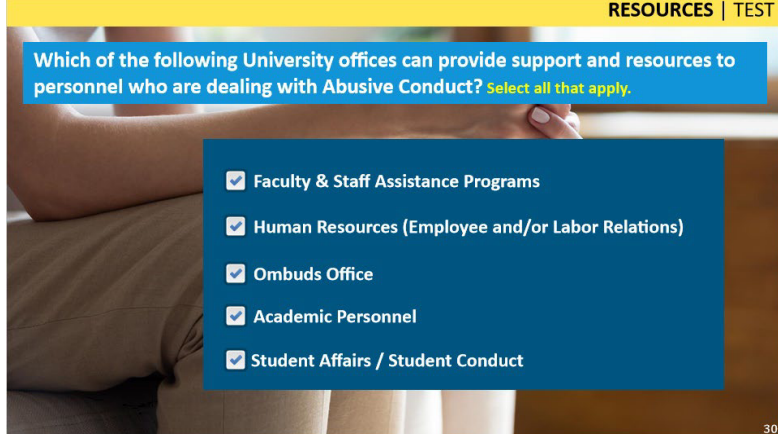 RESOURCES | TEST
Which of the following University offices can provide support and resources to
personnel who are dealing with Abusive Conduct? Select all that apply.
Faculty & Staff Assistance Programs
Human Resources (Employee and/or Labor Relations)
Ombuds Office
Academic Personnel
Student Affairs / Student Conduct
30